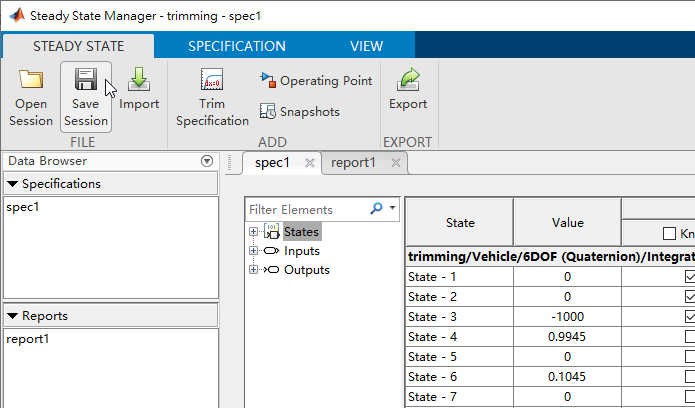 Steady State Manager - trimming - spec1
STEADY STATE SPECIFICATION VIEW
Open Session
Save Session
Import
FILE
Trim Specification
Operating Point
Snapshots
ADD
Export
EXPORT
Data Browser
Specifications
spec1
Reports
report1
spec1 report1
Filter Elements
States
Inputs
Outputs
State Value
Kn
trimming/Vehicle/6DOF (Quaternion)/Integrat
State - 1 0
State - 2 0
State - 3 -1000
State - 4 0.9945
State - 5 0
State - 6 0.1045
State - 7 0